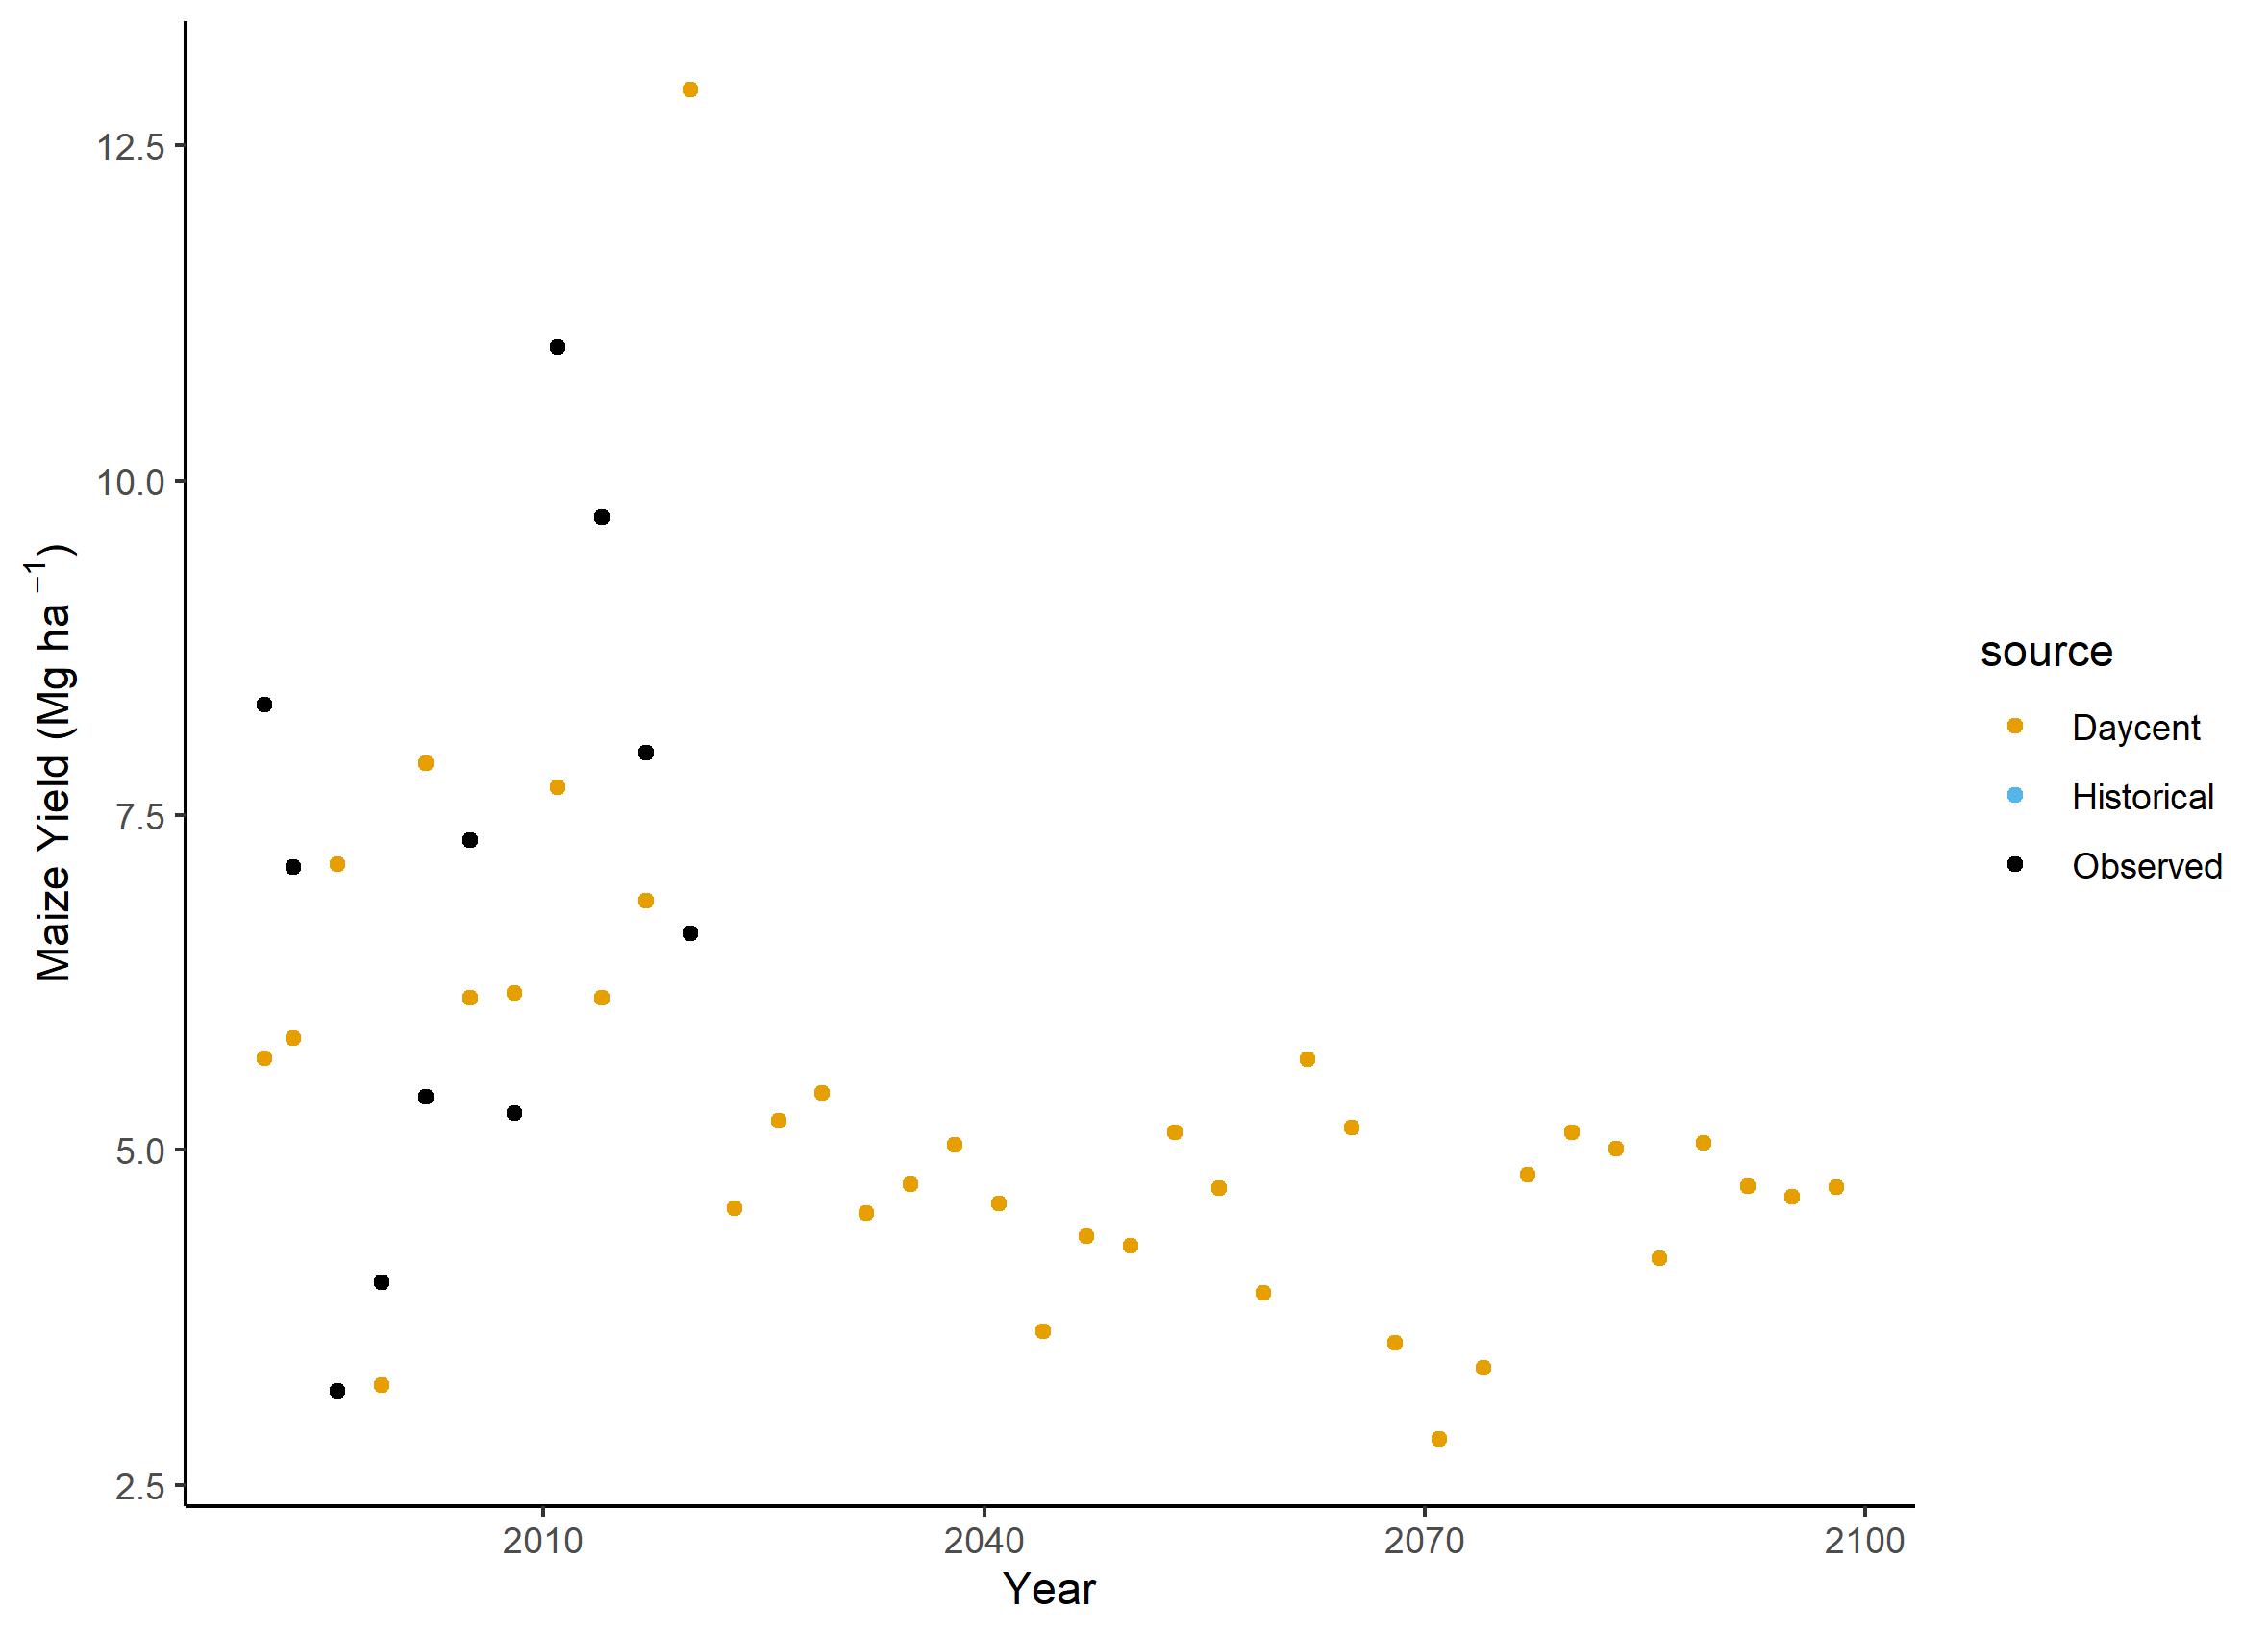 12.5
10.0
7.5
5.0
2.5
Maize Yield (Mg ha⁻¹)
2010
2040
2070
2100
Year
source
Daycent
Historical
Observed